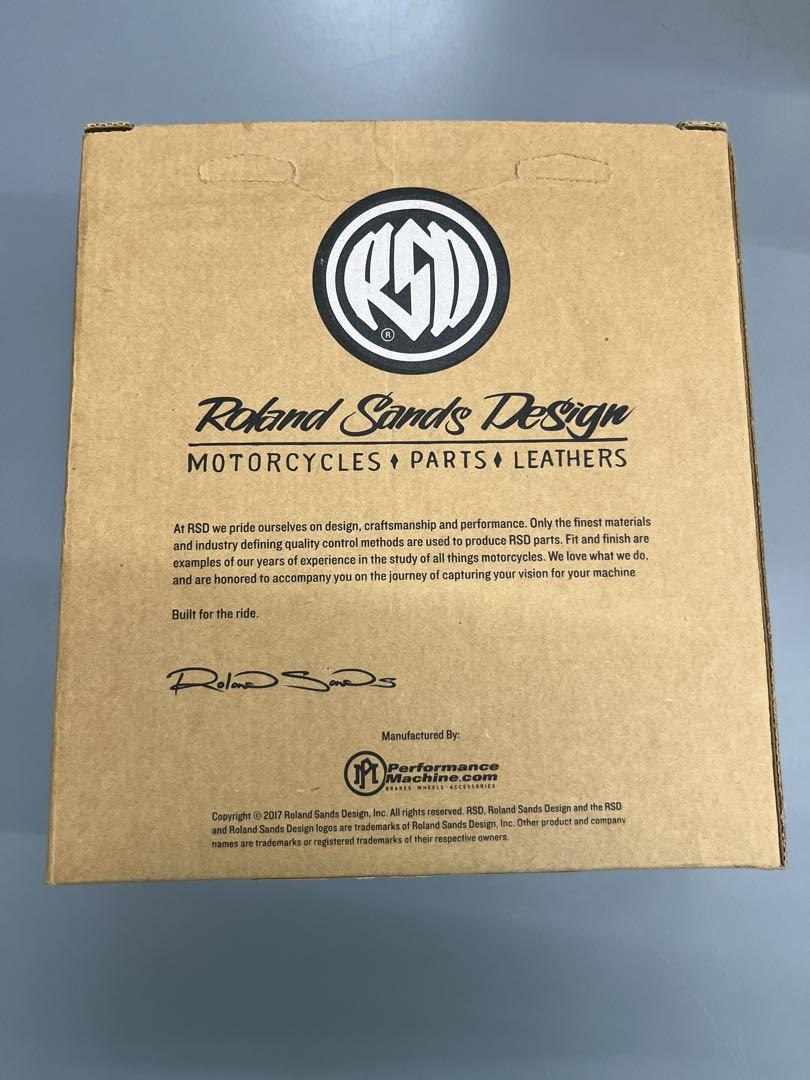 RSD
®
Roland Sands Design
MOTORCYCLES ♦ PARTS ♦ LEATHERS
At RSD we pride ourselves on design, craftsmanship and performance. Only the finest materials
and industry defining quality control methods are used to produce RSD parts. Fit and finish are
examples of our years of experience in the study of all things motorcycles. We love what we do,
and are honored to accompany you on the journey of capturing your vision for your machine
Built for the ride.
Roland Sands
Manufactured By:
PM Performance
Machine.com
BRAKES · WHEELS · ACCESSORIES
Copyright © 2017 Roland Sands Design, Inc. All rights reserved. RSD, Roland Sands Design and the RSD
and Roland Sands Design logos are trademarks of Roland Sands Design, Inc. Other product and company
names are trademarks or registered trademarks of their respective owners.